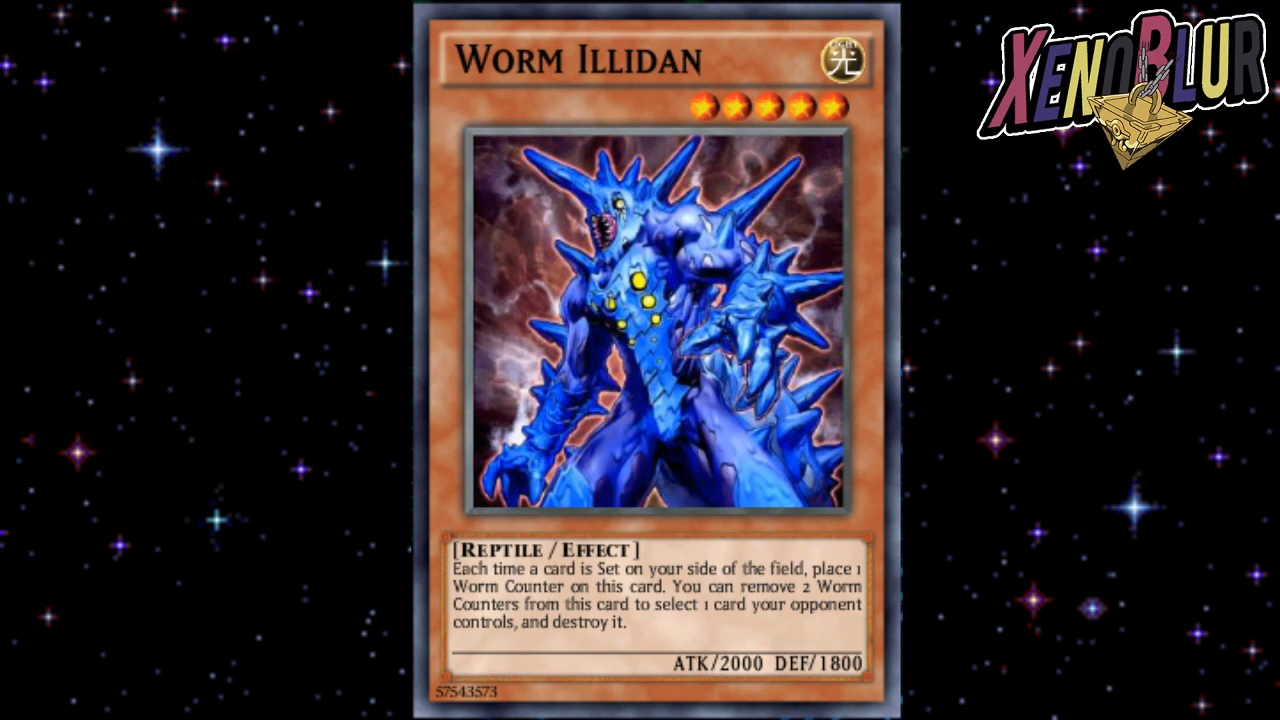 XENOBLUR
WORM ILLIDAN
LIGHT
光
[REPTILE / EFFECT]
Each time a card is Set on your side of the field, place 1
Worm Counter on this card. You can remove 2 Worm
Counters from this card to select 1 card your opponent
controls, and destroy it.
ATK/2000 DEF/1800
57543573